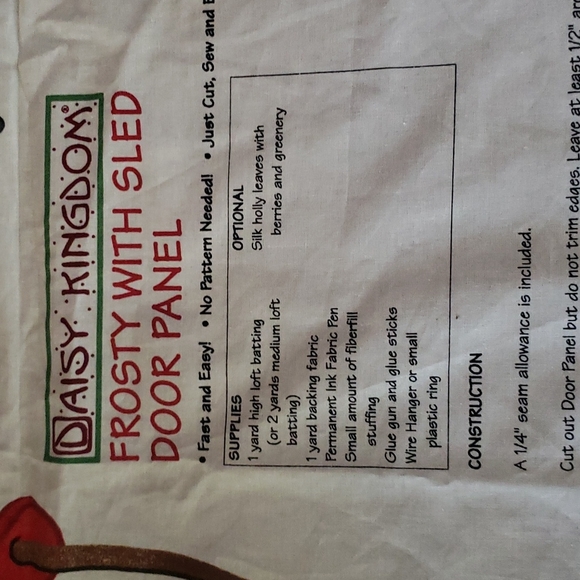 DAISY KINGDOM®
FROSTY WITH SLED
DOOR PANEL
• Fast and Easy! • No Pattern Needed! • Just Cut, Sew and
SUPPLIES
1 yard high loft batting
(or 2 yards medium loft
batting)
1 yard backing fabric
Permanent Ink Fabric Pen
Small amount of fiberfill
stuffing
Glue gun and glue sticks
Wire Hanger or small
plastic ring
OPTIONAL
Silk holly leaves with
berries and greenery
CONSTRUCTION
A 1/4" seam allowance is included.
Cut out Door Panel but do not trim edges. Leave at least 1/2"